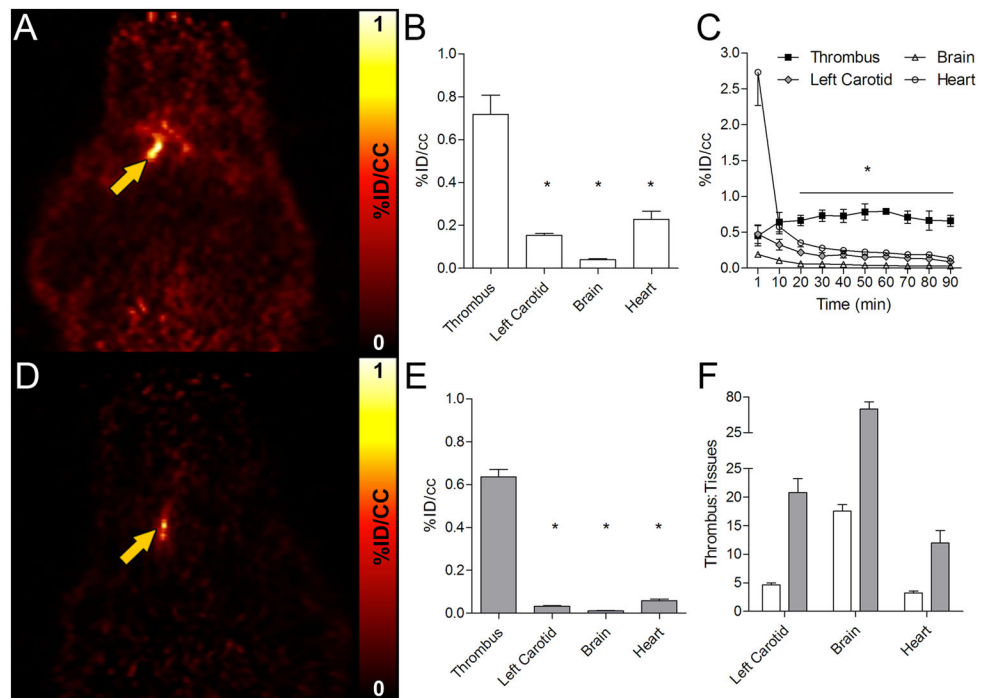 A
1
%ID/CC
0
B
%ID/cc
1.0
0.8
0.6
0.4
0.2
0.0
*
*
*
Thrombus
Left Carotid
Brain
Heart
C
%ID/cc
3.0
2.5
2.0
1.5
1.0
0.5
0.0
Thrombus
Left Carotid
Brain
Heart
*
1 10 20 30 40 50 60 70 80 90
Time (min)
D
1
%ID/CC
0
E
%ID/cc
1.0
0.8
0.6
0.4
0.2
0.0
*
*
*
Thrombus
Left Carotid
Brain
Heart
F
Thrombus:Tissues
80
25
25
20
15
10
5
0
Left Carotid
Brain
Heart